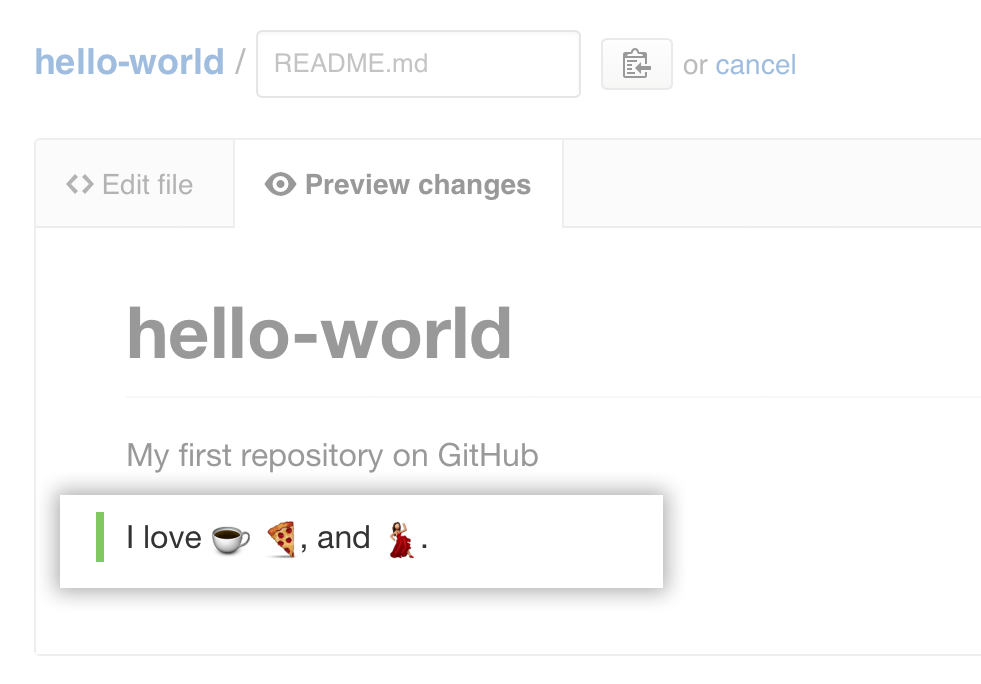 hello-world / README.md or cancel
Edit file Preview changes
hello-world
My first repository on GitHub
I love ☕ 🍕, and 💃.